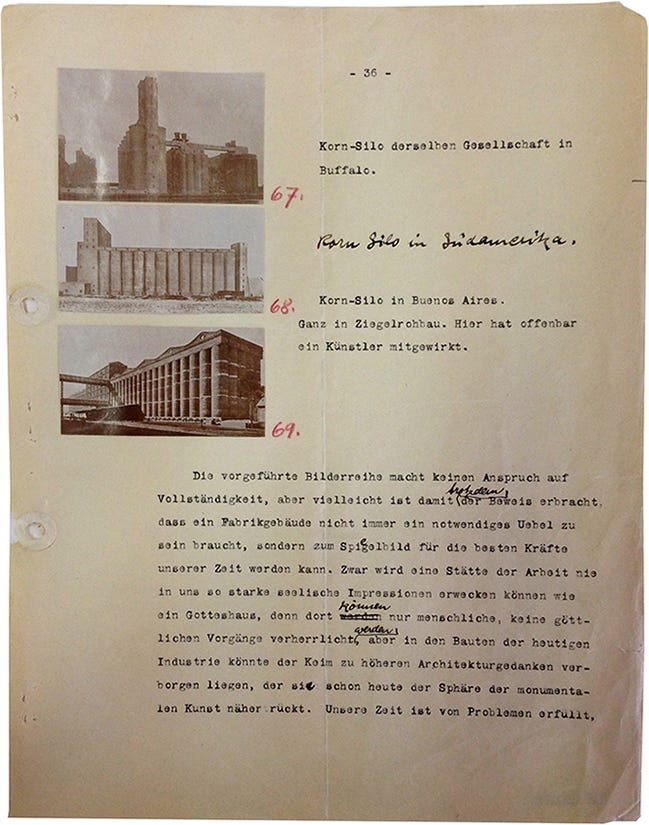 - 36 -
Korn-Silo derselben Gesellschaft in
Buffalo.
67.
Korn Silo in Südamerika.
68.
Korn-Silo in Buenos Aires.
Ganz in Ziegelrohbau. Hier hat offenbar
ein Künstler mitgewirkt.
69.
Die vorgeführte Bilderreihe macht keinen Anspruch auf
trotzdem
Vollständigkeit, aber vielleicht ist damit der Beweis erbracht,
dass ein Fabrikgebäude nicht immer ein notwendiges Uebel zu
sein braucht, sondern zum Spiegelbild für die besten Kräfte
unserer Zeit werden kann. Zwar wird eine Stätte der Arbeit nie
in uns so starke seelische Impressionen erwecken können wie
können
ein Gotteshaus, denn dort werden nur menschliche, keine gött-
werden
lichen Vorgänge verherrlicht, aber in den Bauten der heutigen
Industrie könnte der Keim zu höheren Architekturgedanken ver-
borgen liegen, der sie schon heute der Sphäre der monumenta-
len Kunst näher rückt. Unsere Zeit ist von Problemen erfüllt,